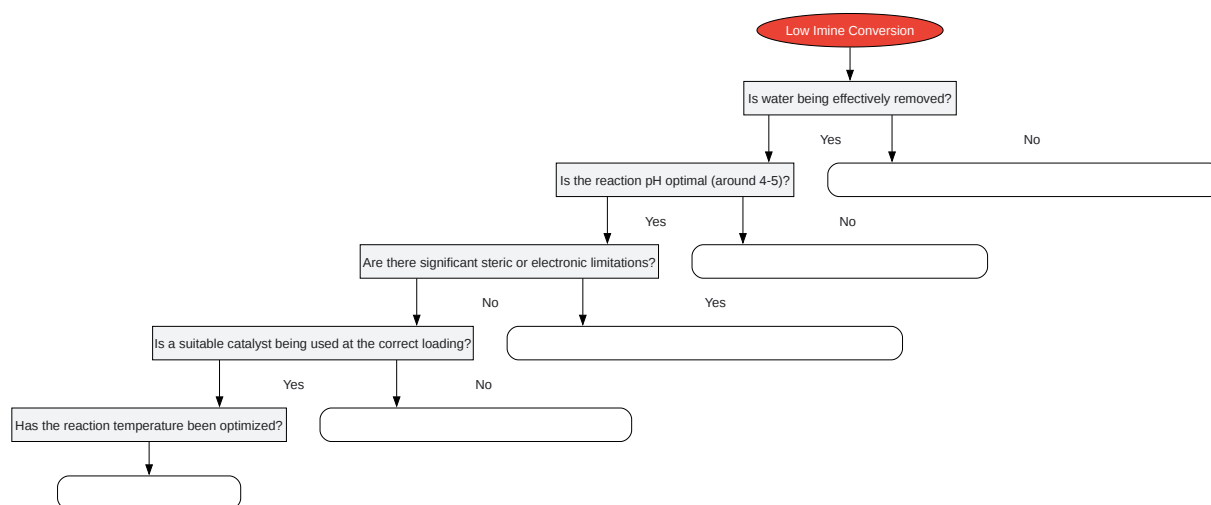 Low Imine Conversion
Is water being effectively removed?
Yes
No
Is the reaction pH optimal (around 4-5)?
Yes
No
Are there significant steric or electronic limitations?
No
Yes
Is a suitable catalyst being used at the correct loading?
Yes
No
Has the reaction temperature been optimized?